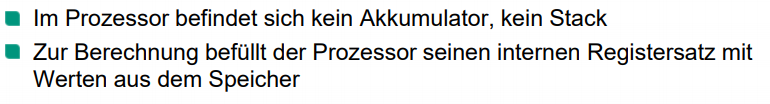 Im Prozessor befindet sich kein Akkumulator, kein Stack
Zur Berechnung befüllt der Prozessor seinen internen Registersatz mit
Werten aus dem Speicher